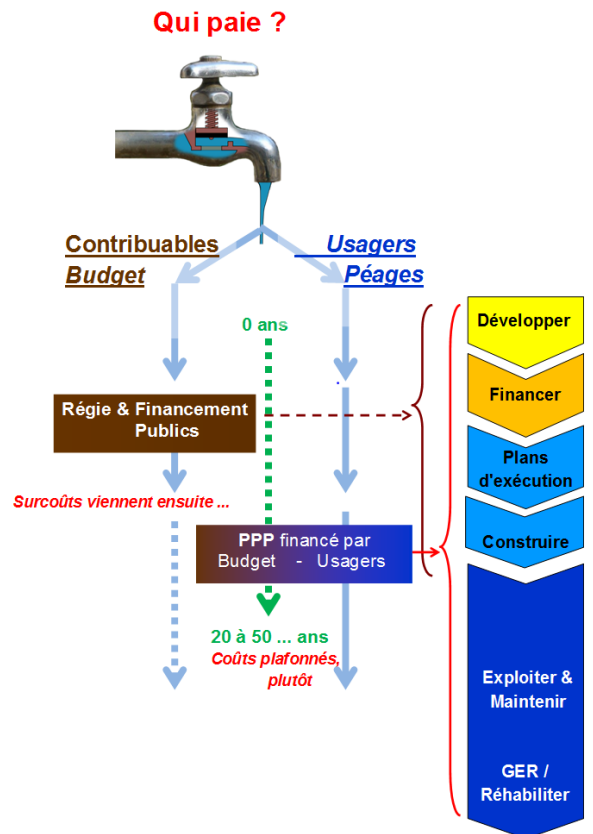 Qui paie ?
Contribuables
Budget
Usagers
Péages
0 ans
Régie & Financement
Publics
Surcoûts viennent ensuite ...
PPP financé par
Budget - Usagers
20 à 50 ... ans
Coûts plafonnés,
plutôt
Développer
Financer
Plans
d'exécution
Construire
Exploiter &
Maintenir
GER /
Réhabiliter